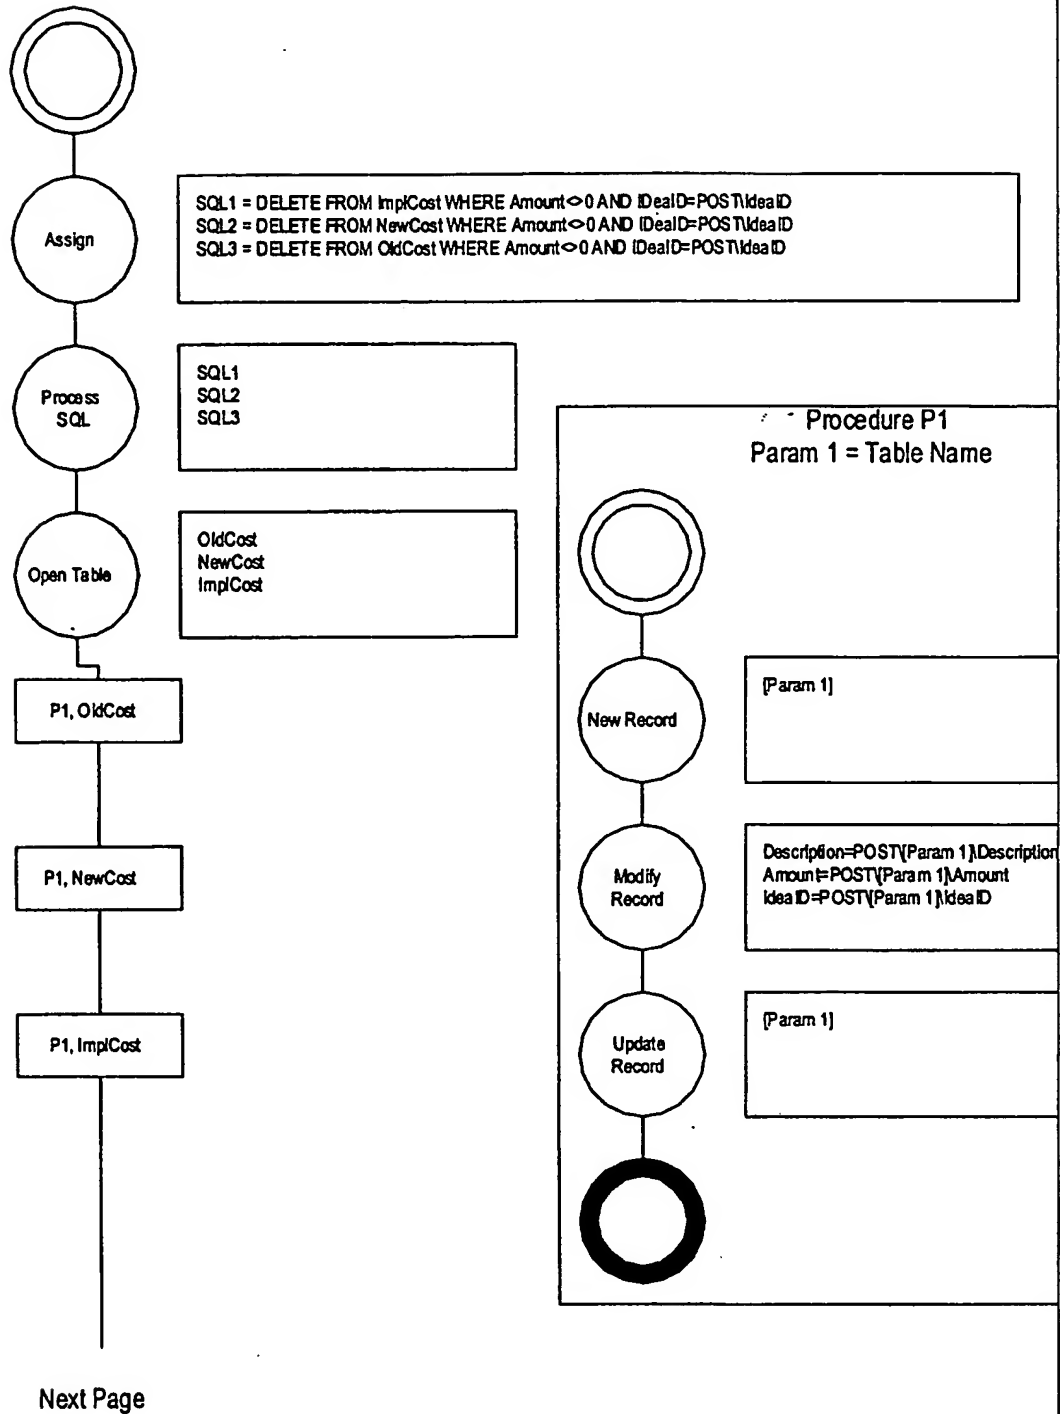 Assign
SQL1 = DELETE FROM ImplCost WHERE Amount<>0 AND IDeaID=POST\IdeaID
SQL2 = DELETE FROM NewCost WHERE Amount<>0 AND IDeaID=POST\IdeaID
SQL3 = DELETE FROM OldCost WHERE Amount<>0 AND IDeaID=POST\IdeaID
Process
SQL
SQL1
SQL2
SQL3
Open Table
OldCost
NewCost
ImplCost
P1, OldCost
P1, NewCost
P1, ImplCost
Next Page
Procedure P1
Param 1 = Table Name
New Record
[Param 1]
Modify
Record
Description=POST\[Param 1]\Description
Amount=POST\[Param 1]\Amount
IdeaID=POST\[Param 1]\IdeaID
Update
Record
[Param 1]